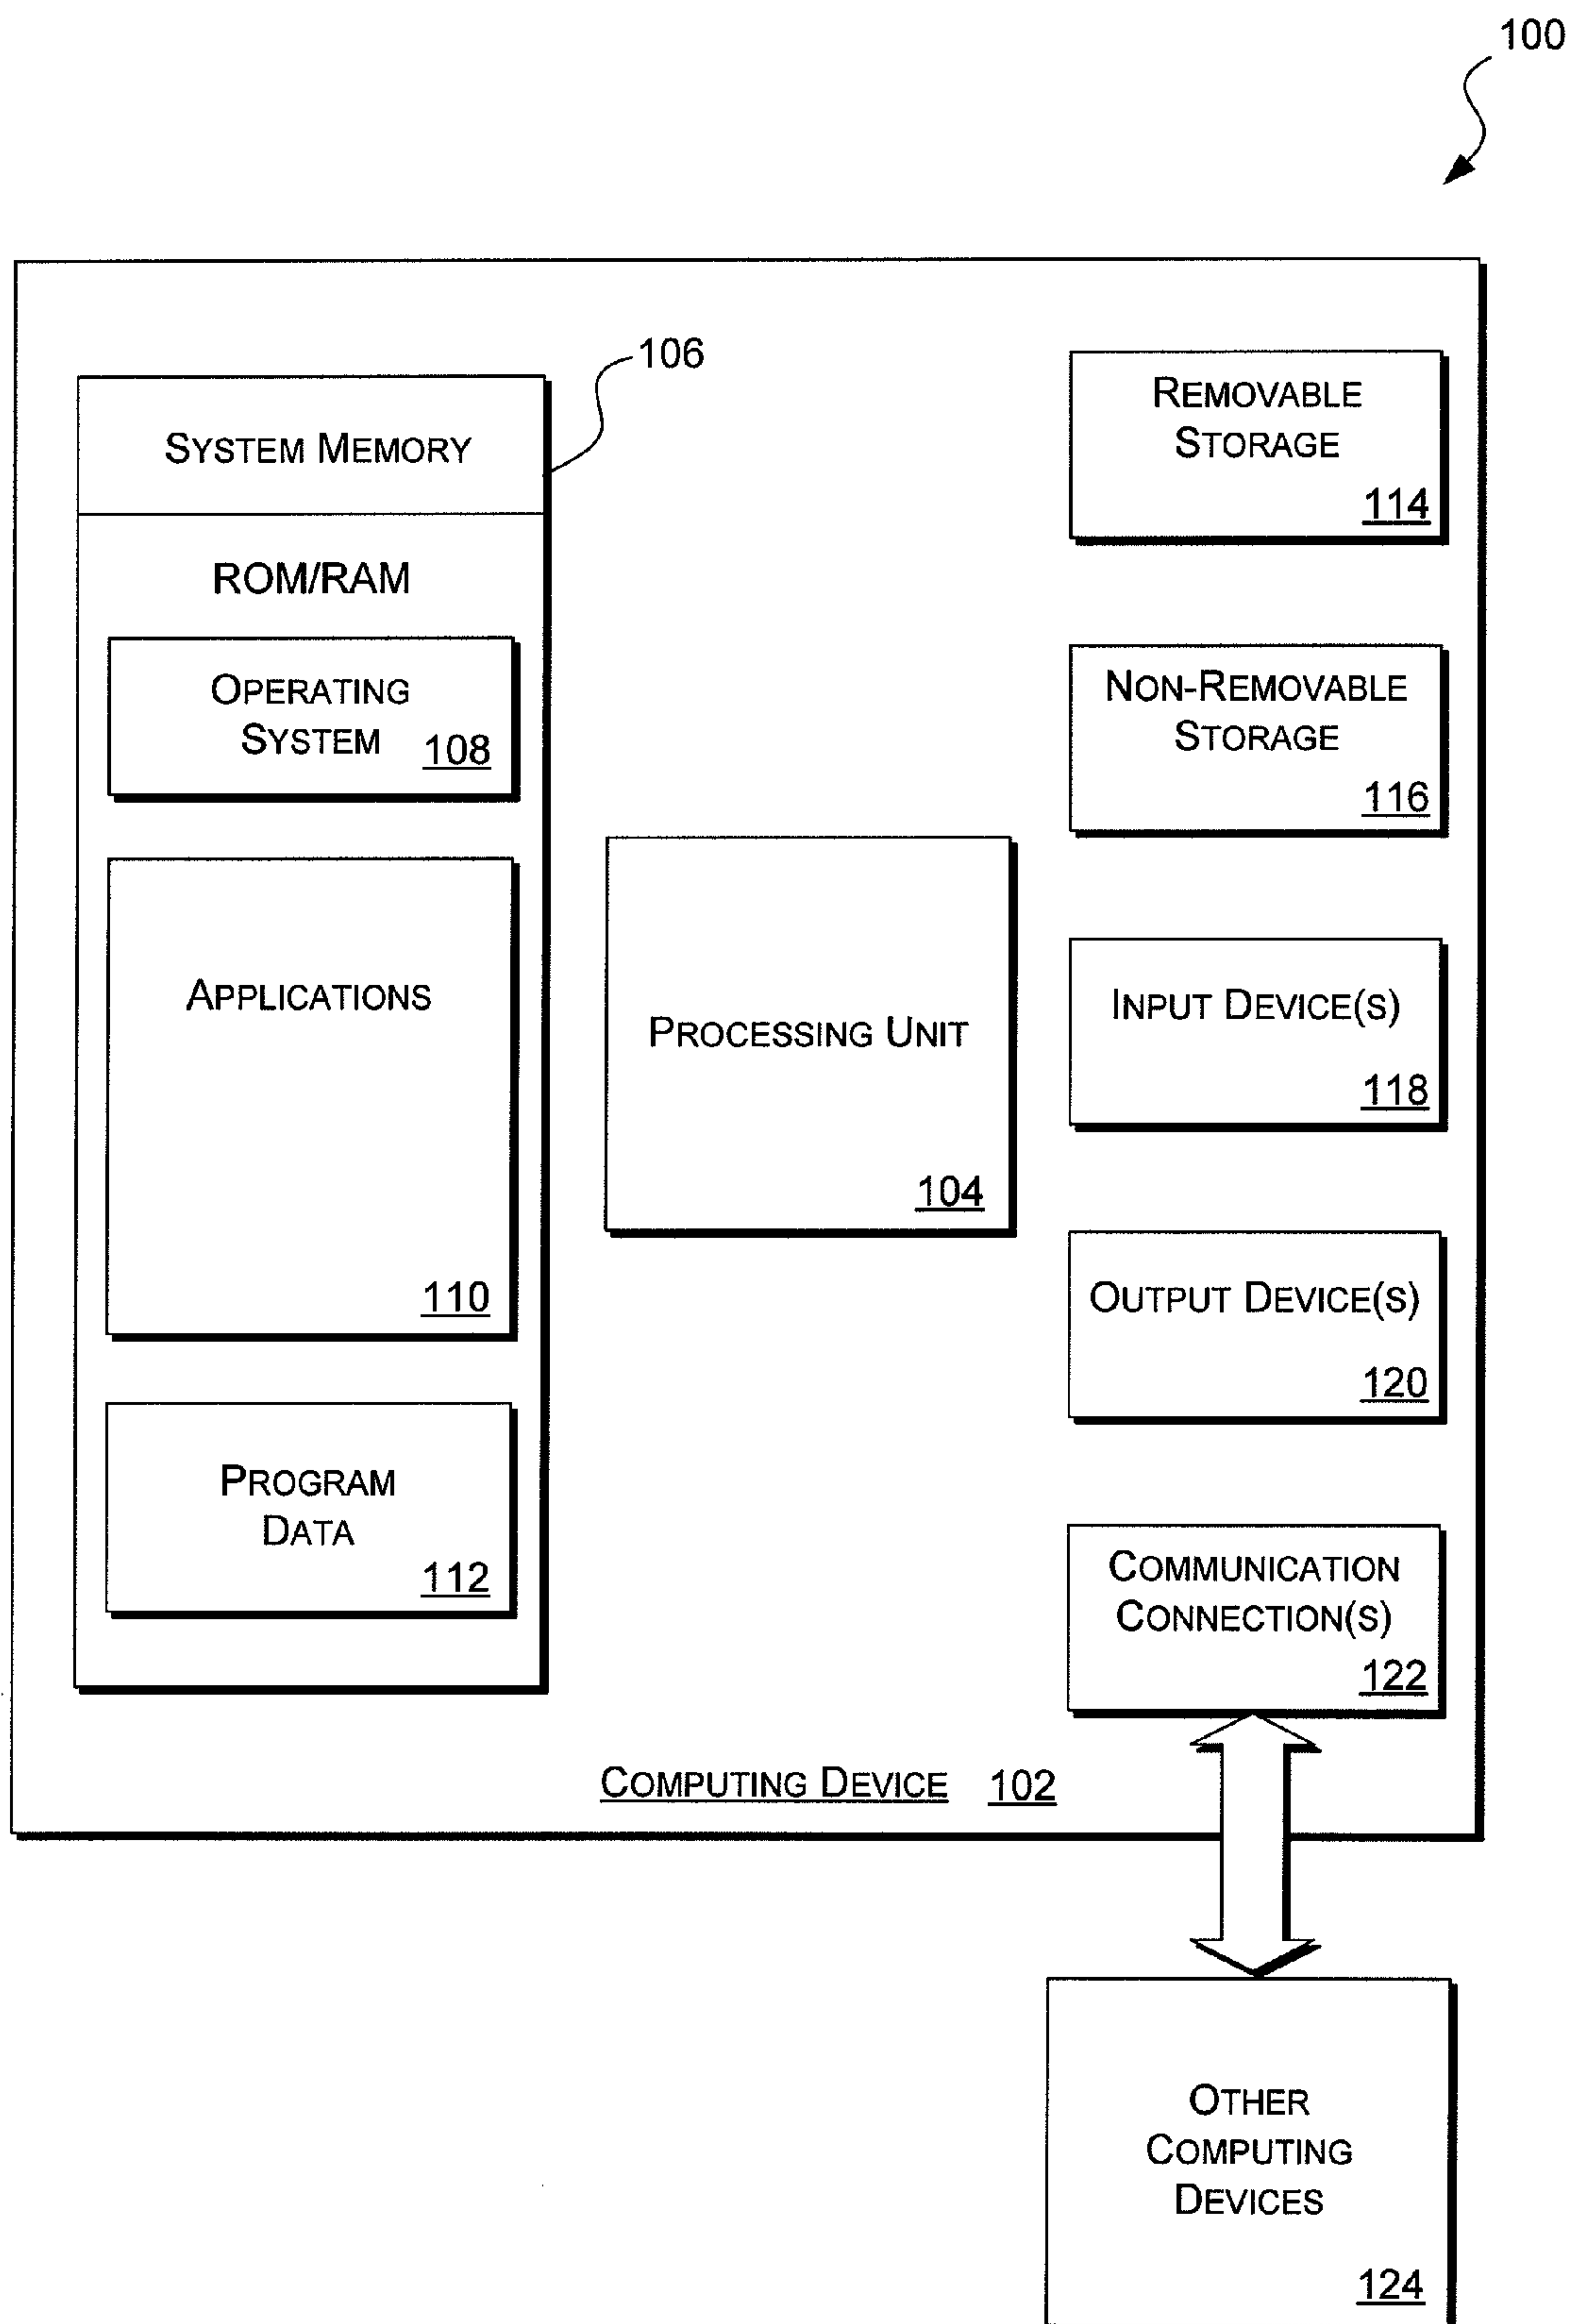 100
106
SYSTEM MEMORY
ROM/RAM
OPERATING
SYSTEM 108
APPLICATIONS
110
PROGRAM
DATA
112
PROCESSING UNIT
104
REMOVABLE
STORAGE
114
NON-REMOVABLE
STORAGE
116
INPUT DEVICE(S)
118
OUTPUT DEVICE(S)
120
COMMUNICATION
CONNECTION(S)
122
COMPUTING DEVICE 102
OTHER
COMPUTING
DEVICES
124